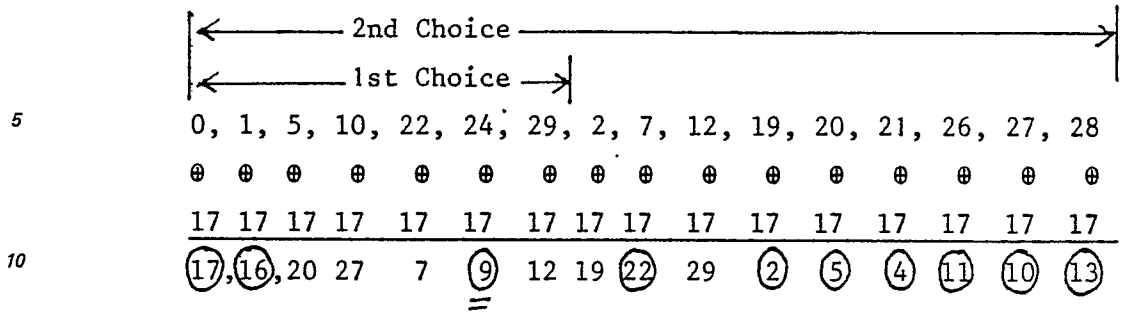 2nd Choice
1st Choice
5 0, 1, 5, 10, 22, 24, 29, 2, 7, 12, 19, 20, 21, 26, 27, 28
⊕ ⊕ ⊕ ⊕ ⊕ ⊕ ⊕ ⊕ ⊕ ⊕ ⊕ ⊕ ⊕ ⊕ ⊕ ⊕
17 17 17 17 17 17 17 17 17 17 17 17 17 17 17 17
10 17, 16, 20 27 7 9 12 19 22 29 2 5 4 11 10 13